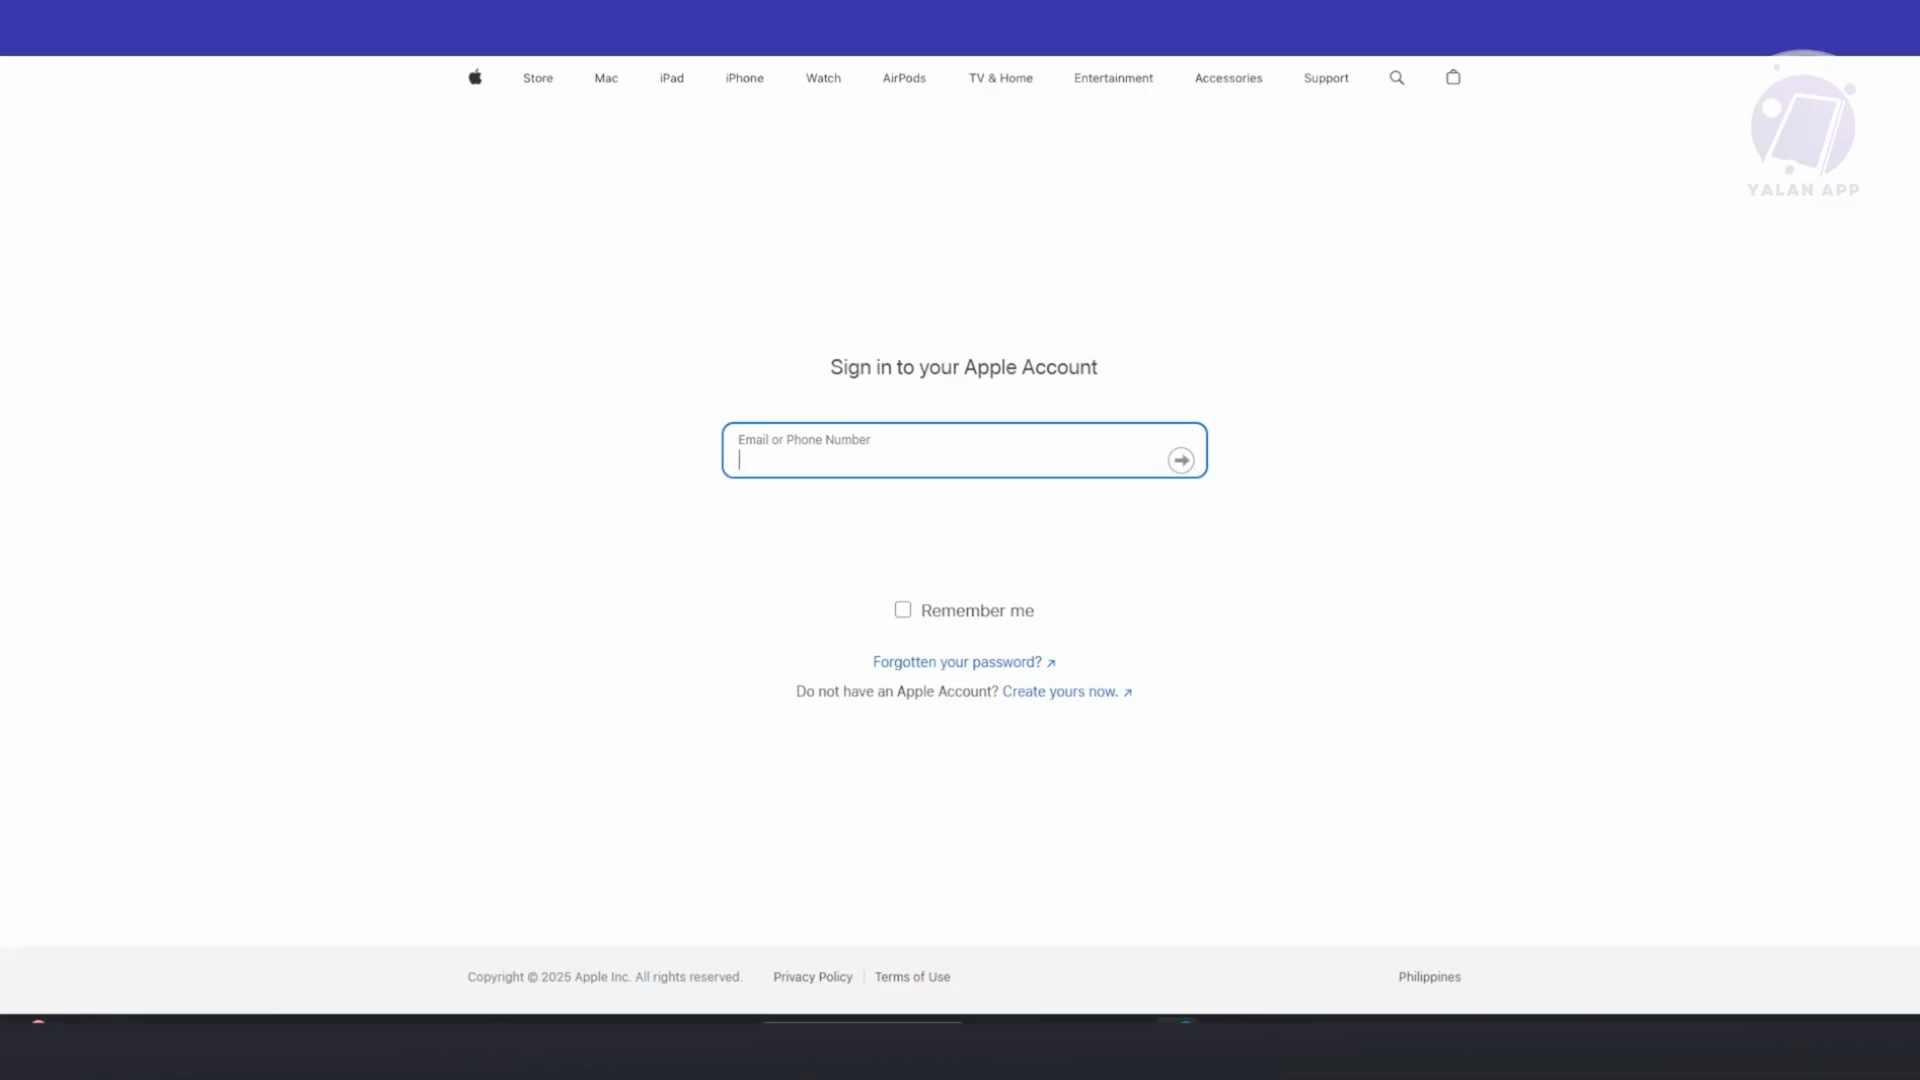 Store Mac iPad iPhone Watch AirPods TV & Home Entertainment Accessories Support
YALAN APP
Sign in to your Apple Account
Email or Phone Number
Remember me
Forgotten your password? ↗
Do not have an Apple Account? Create yours now. ↗
Copyright © 2025 Apple Inc. All rights reserved. Privacy Policy | Terms of Use Philippines